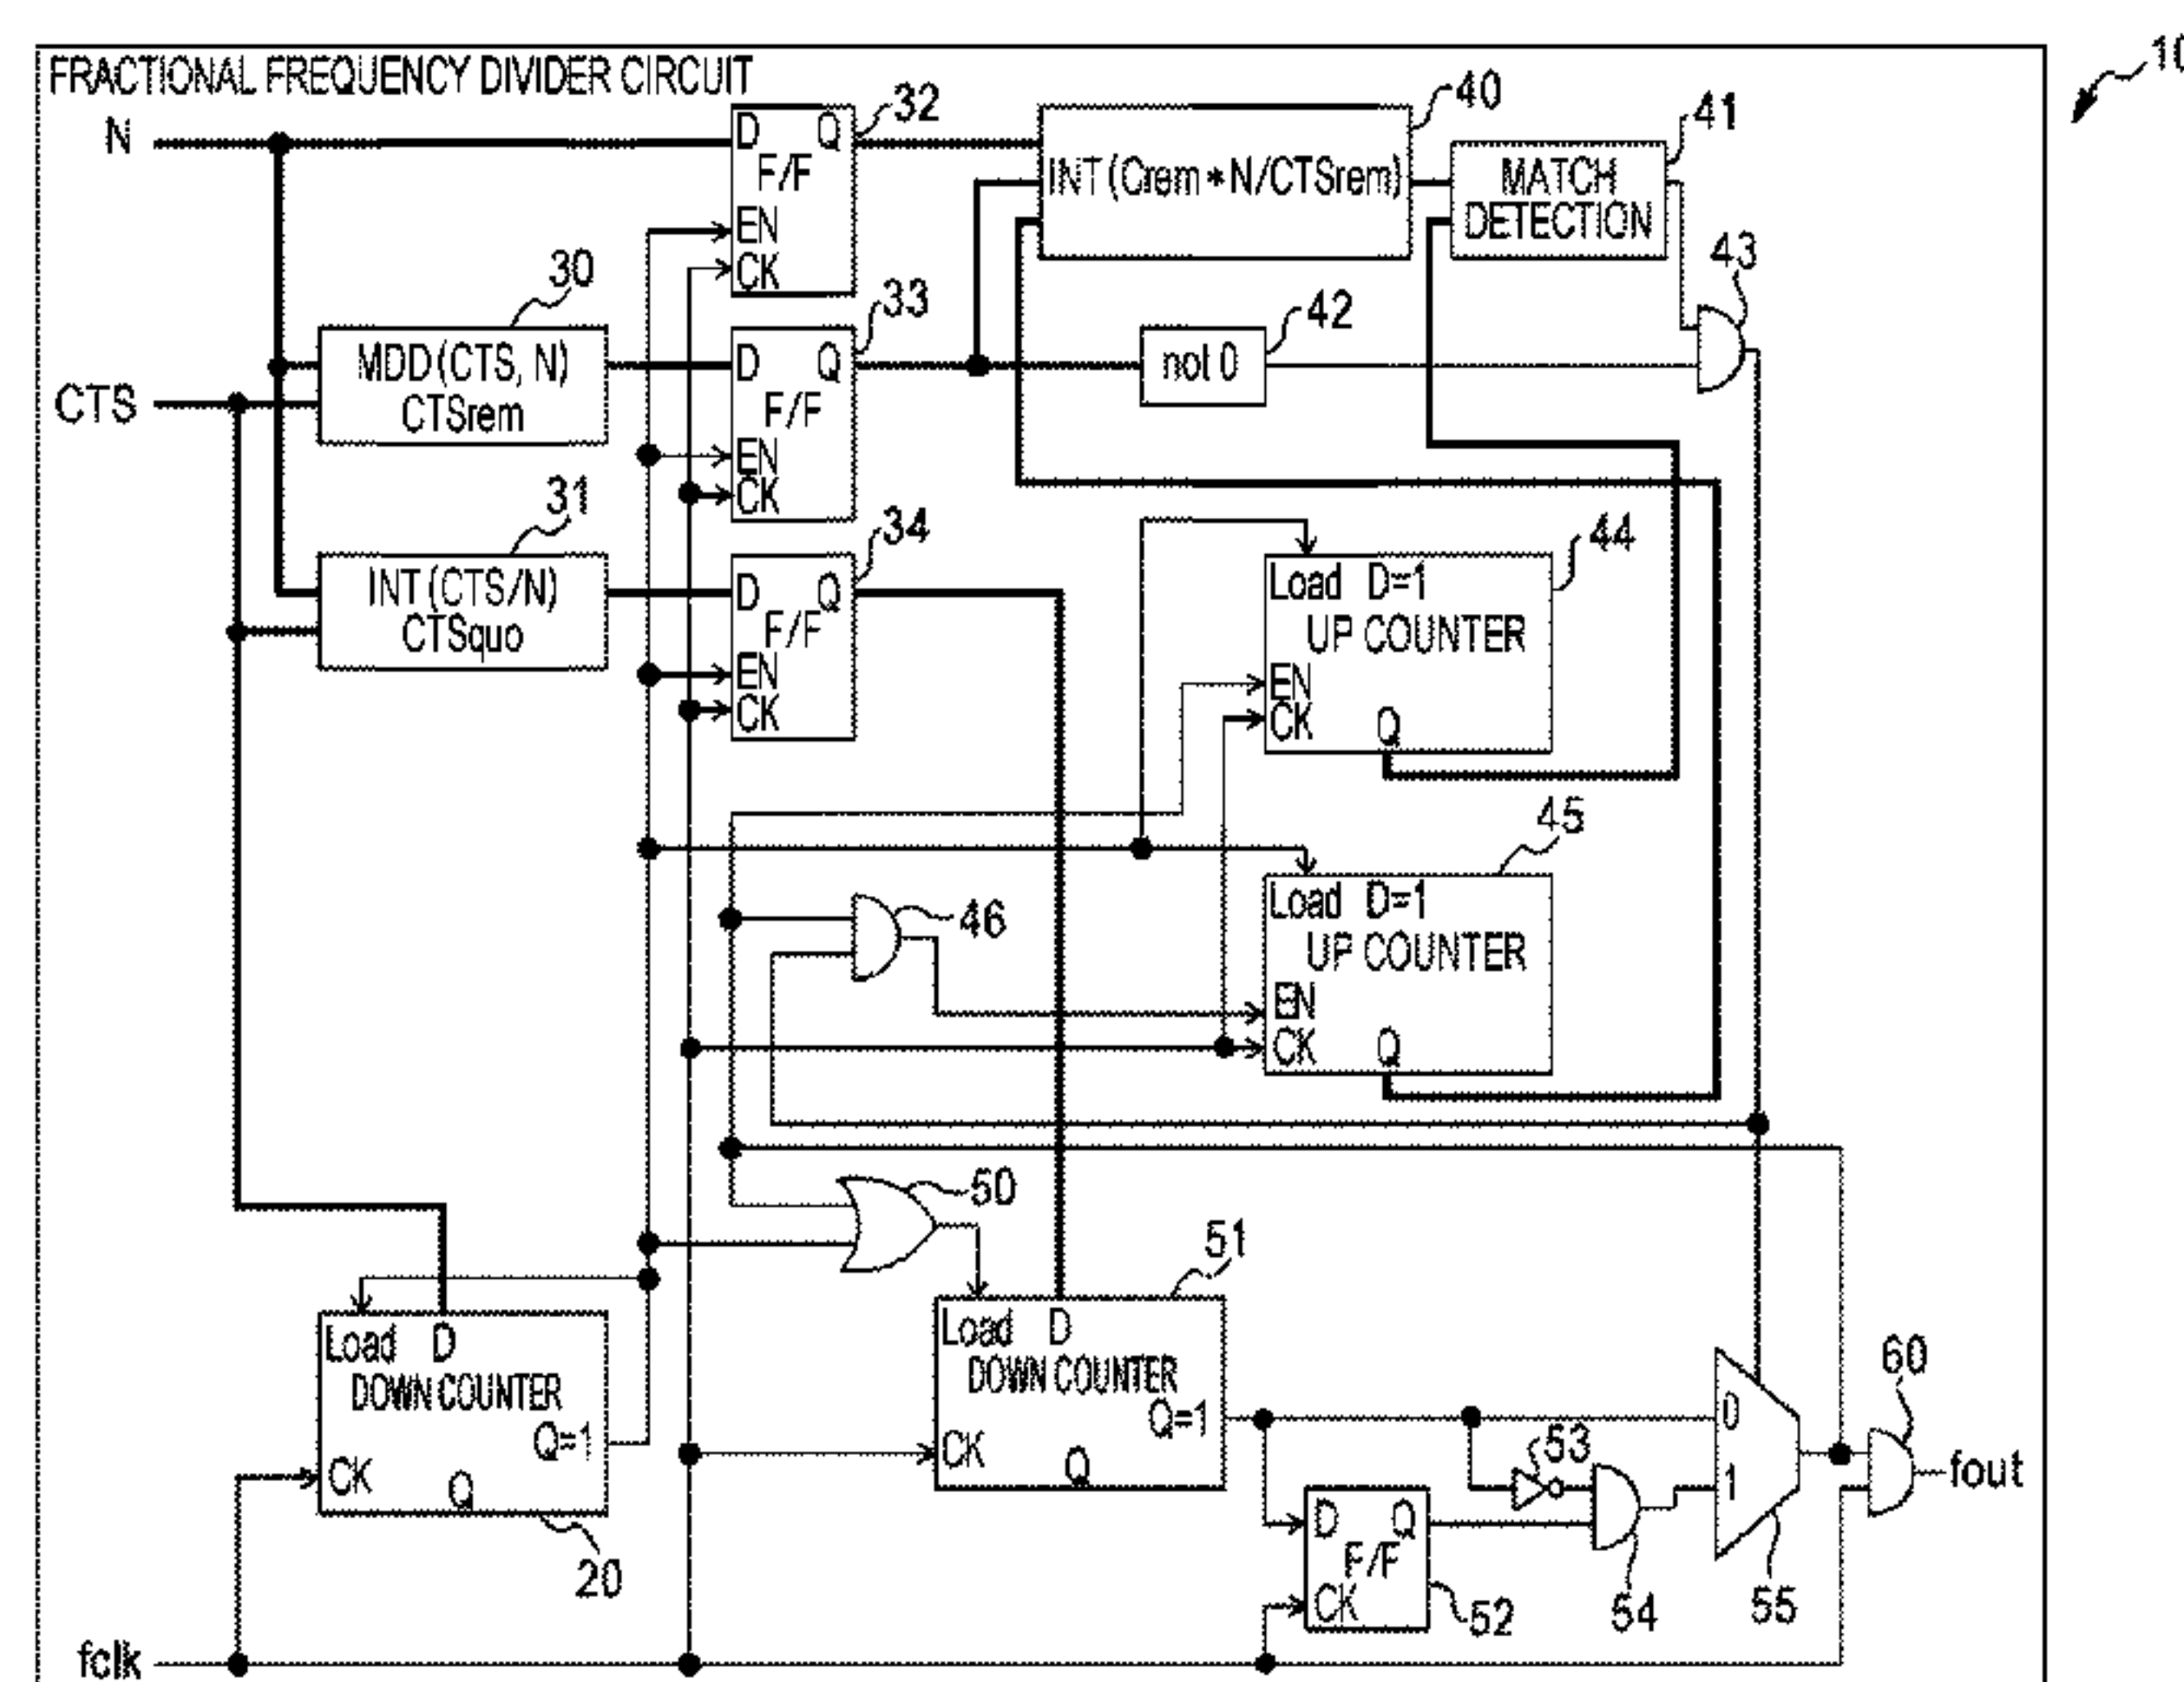 10
FRACTIONAL FREQUENCY DIVIDER CIRCUIT
N
D Q
F/F
EN
CK
32
INT(Crem*N/CTSrem)
40
MATCH
DETECTION
41
43
30
MDD(CTS, N)
CTSrem
CTS
33
D Q
F/F
EN
CK
not 0
42
31
INT(CTS/N)
CTSquo
34
D Q
F/F
EN
CK
44
Load D=1
UP COUNTER
EN
CK
Q
45
46
Load D=1
UP COUNTER
EN
CK
Q
50
51
Load D
DOWN COUNTER
Q=1
CK
Q
20
Load D
DOWN COUNTER
Q=1
CK
Q
53
D Q
F/F
CK
52
54
0
1
55
60
fout
fclk